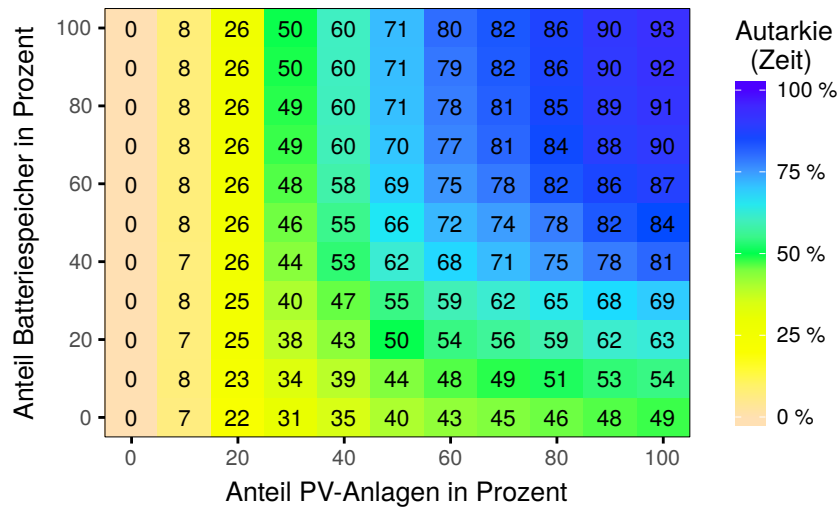 100 0 8 26 50 60 71 80 82 86 90 93
0 8 26 50 60 71 79 82 86 90 92
80 0 8 26 49 60 71 78 81 85 89 91
0 8 26 49 60 70 77 81 84 88 90
60 0 8 26 48 58 69 75 78 82 86 87
0 8 26 46 55 66 72 74 78 82 84
40 0 7 26 44 53 62 68 71 75 78 81
0 8 25 40 47 55 59 62 65 68 69
20 0 7 25 38 43 50 54 56 59 62 63
0 8 23 34 39 44 48 49 51 53 54
0 0 7 22 31 35 40 43 45 46 48 49
0 20 40 60 80 100
Anteil PV-Anlagen in Prozent
Anteil Batteriespeicher in Prozent
Autarkie
(Zeit)
100 %
75 %
50 %
25 %
0 %